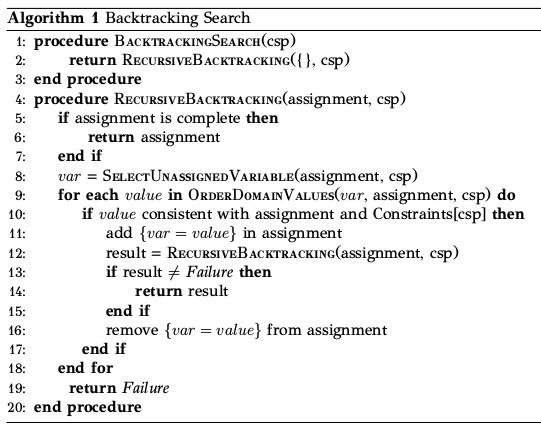 Algorithm 1 Backtracking Search
1: procedure BACKTRACKINGSEARCH(csp)
2: return RECURSIVEBACKTRACKING({}, csp)
3: end procedure
4: procedure RECURSIVEBACKTRACKING(assignment, csp)
5: if assignment is complete then
6: return assignment
7: end if
8: var = SELECTUNASSIGNEDVARIABLE(assignment, csp)
9: for each value in ORDERDOMAINVALUES(var, assignment, csp) do
10: if value consistent with assignment and Constraints[csp] then
11: add {var = value} in assignment
12: result = RECURSIVEBACKTRACKING(assignment, csp)
13: if result ≠ Failure then
14: return result
15: end if
16: remove {var = value} from assignment
17: end if
18: end for
19: return Failure
20: end procedure